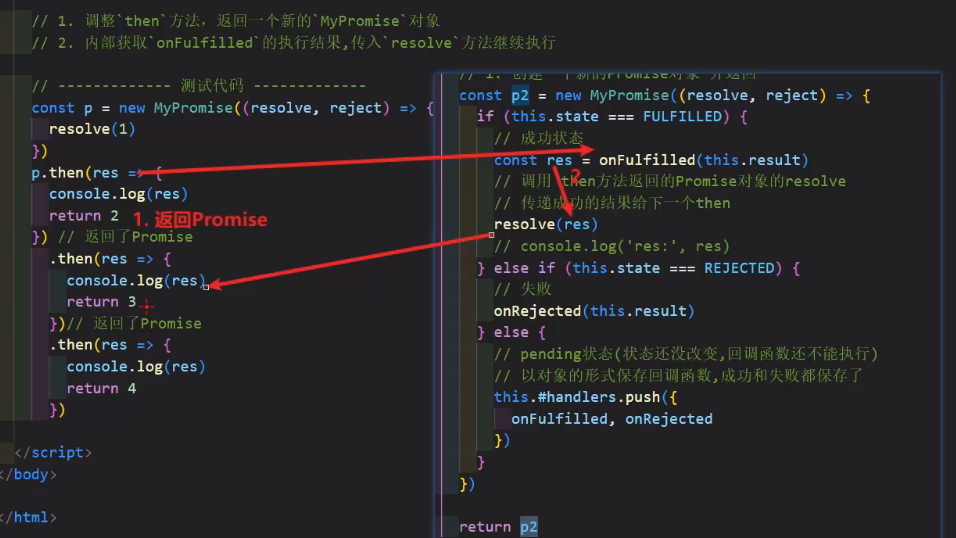 // 1. 调整`then`方法，返回一个新的`MyPromise`对象
// 2. 内部获取`onFulfilled`的执行结果,传入`resolve`方法继续执行
// ------------- 测试代码 -------------
const p = new MyPromise((resolve, reject) => {
resolve(1)
})
p.then(res => {
console.log(res)
return 2
}) // 返回了Promise
.then(res => {
console.log(res)
return 3
})// 返回了Promise
.then(res => {
console.log(res)
return 4
})
</script>
</body>
</html>
1. 返回Promise
// 1. 创建一个新的Promise对象 并返回
const p2 = new MyPromise((resolve, reject) => {
if (this.state === FULFILLED) {
// 成功状态
const res = onFulfilled(this.result)
// 调用 then方法返回的Promise对象的resolve
// 传递成功的结果给下一个then
resolve(res)
// console.log('res:', res)
} else if (this.state === REJECTED) {
// 失败
onRejected(this.result)
} else {
// pending状态(状态还没改变,回调函数还不能执行)
// 以对象的形式保存回调函数,成功和失败都保存了
this.#handlers.push({
onFulfilled, onRejected
})
}
})
return p2
2